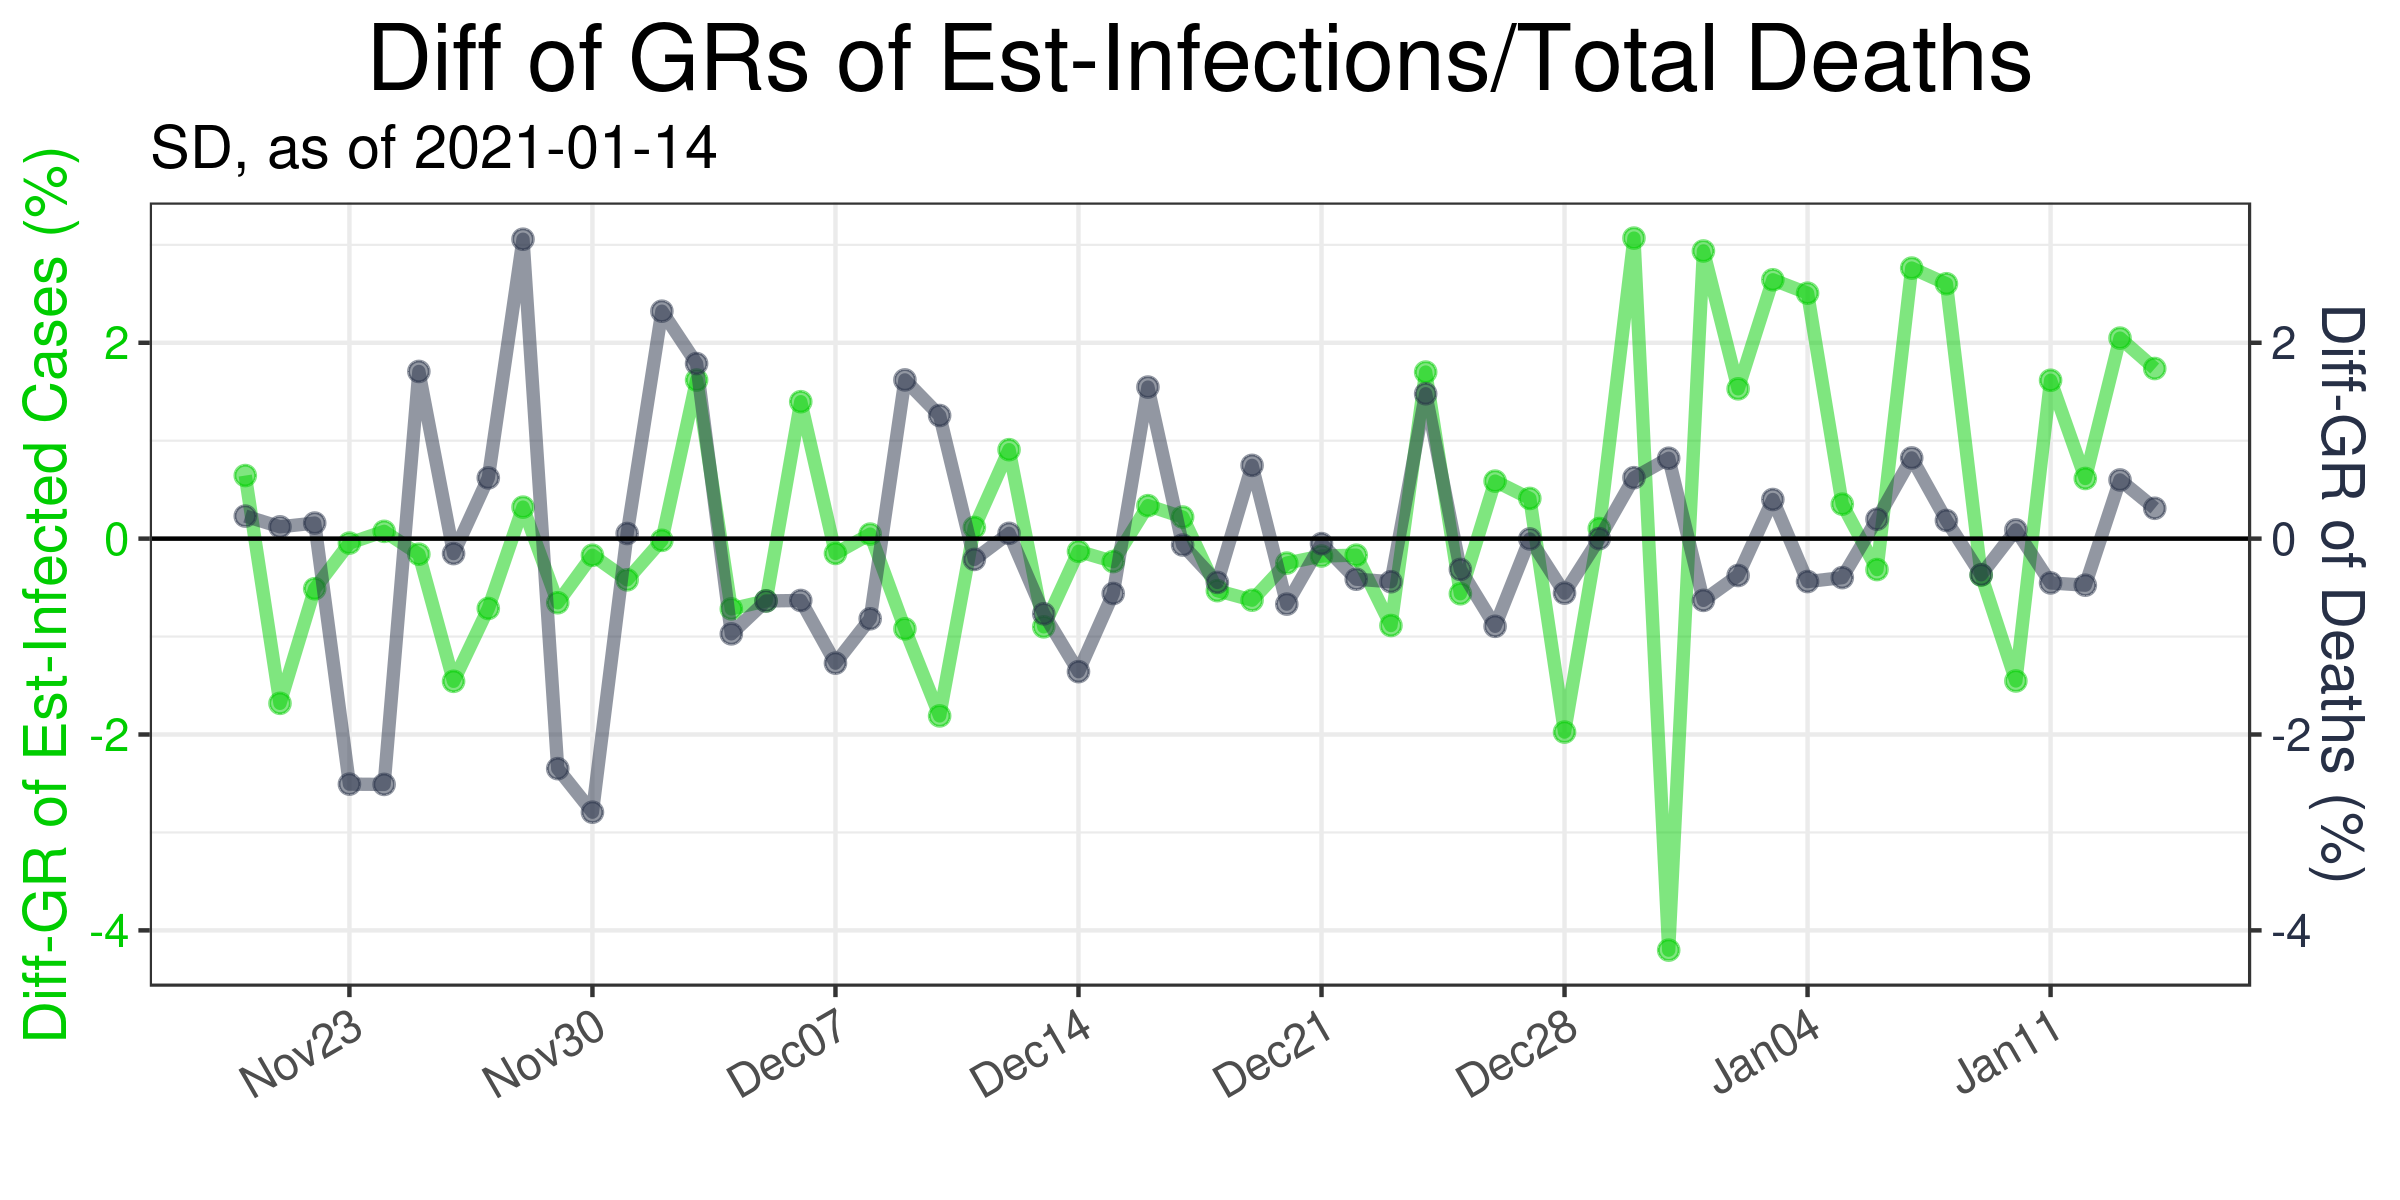 Diff of GRs of Est-Infections/Total Deaths
SD, as of 2021-01-14
Diff-GR of Est-Infected Cases (%)
2
0
-2
-4
2
0
-2
-4
Diff-GR of Deaths (%)
Nov23
Nov30
Dec07
Dec14
Dec21
Dec28
Jan04
Jan11